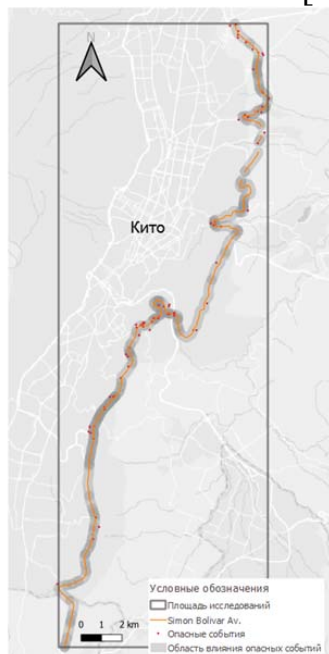 N
Кито
Условные обозначения
Площадь исследований
Simon Bolivar Av.
Опасные события
Область влияния опасных событий
0 1 2 km